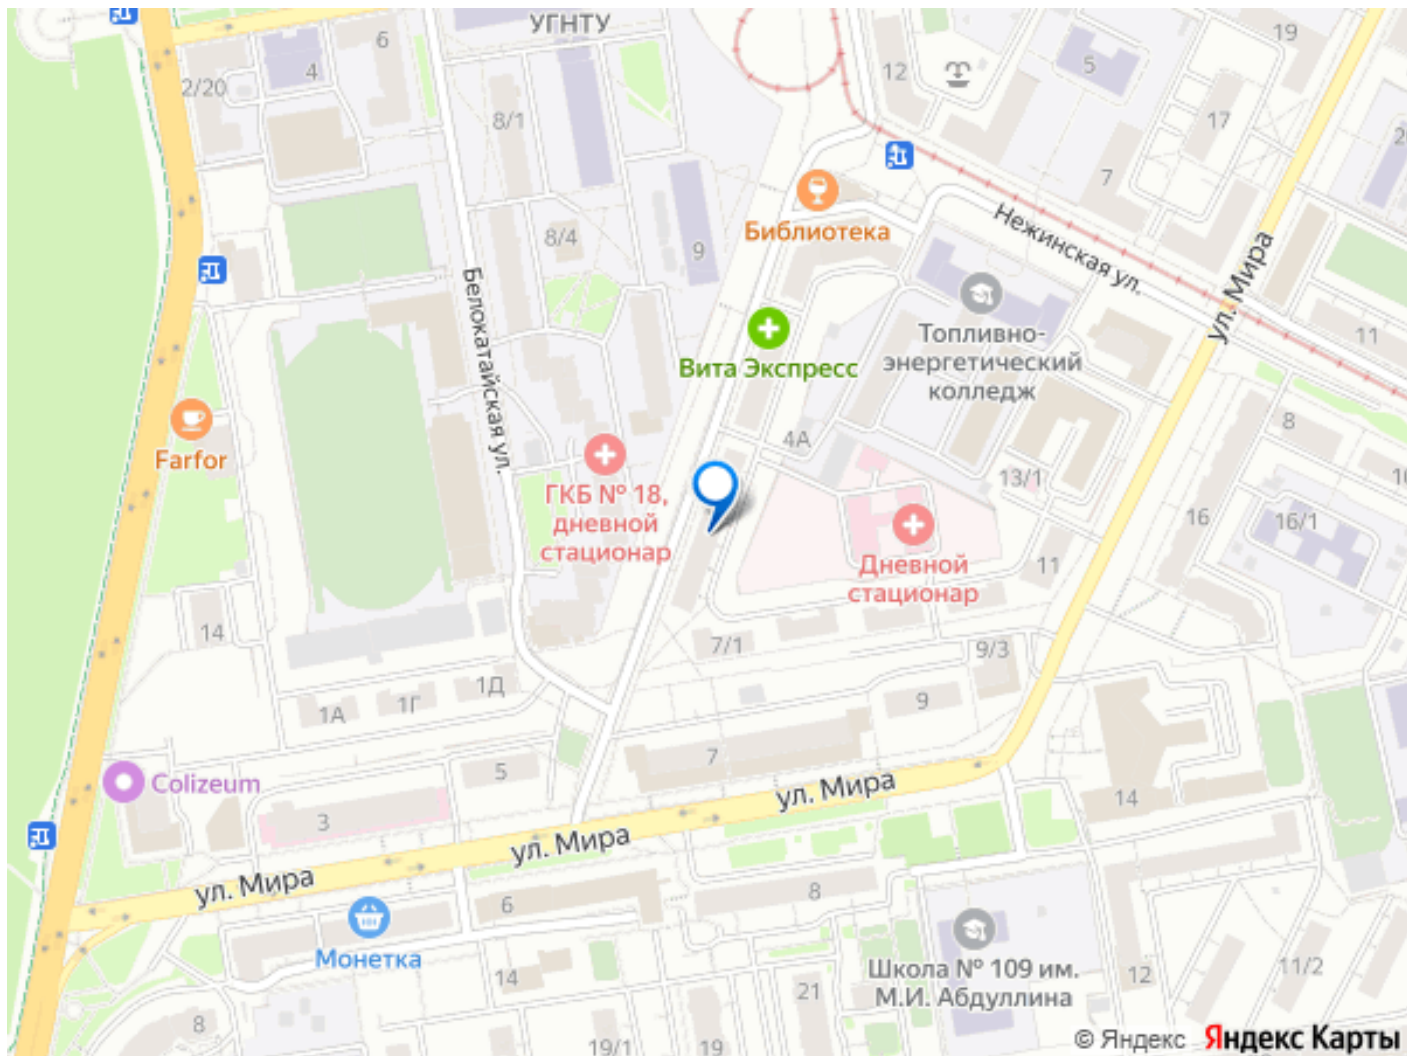 УГНТУ
6
4
2/20
8/1
12
5
19
17
7
9
8/4
Библиотека
Нежинская ул.
ул. Мира
Белокатайская ул.
Топливно-
энергетический
колледж
Вита Экспресс
11
8
4А
Farfor
ГКБ № 18,
дневной
стационар
13/1
16
16/1
Дневной
стационар
11
14
7/1
9/3
1А
1Г
1Д
9
7
5
Colizeum
3
14
ул. Мира
ул. Мира
ул. Мира
6
8
Монетка
14
21
Школа № 109 им.
М.И. Абдуллина
12
11/2
8
19/1
19
© Яндекс Яндекс Карты